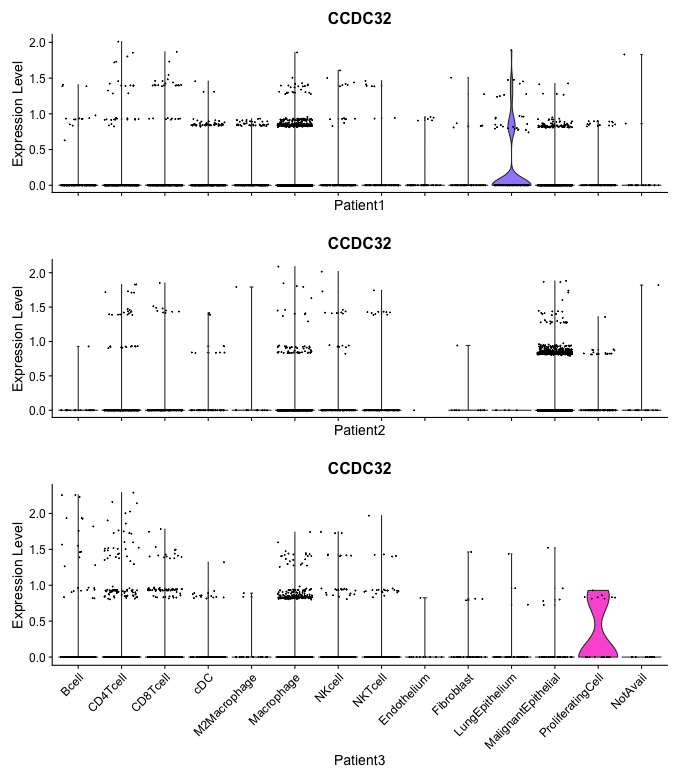 CCDC32
Expression Level
2.0
1.5
1.0
0.5
0.0
Patient1
CCDC32
Expression Level
2.0
1.5
1.0
0.5
0.0
Patient2
CCDC32
Expression Level
2.0
1.5
1.0
0.5
0.0
Bcell
CD4Tcell
CD8Tcell
cDC
M2Macrophage
Macrophage
NKcell
NKTcell
Endothelium
Fibroblast
LungEpithelium
MalignantEpithelial
ProliferatingCell
NotAvail
Patient3